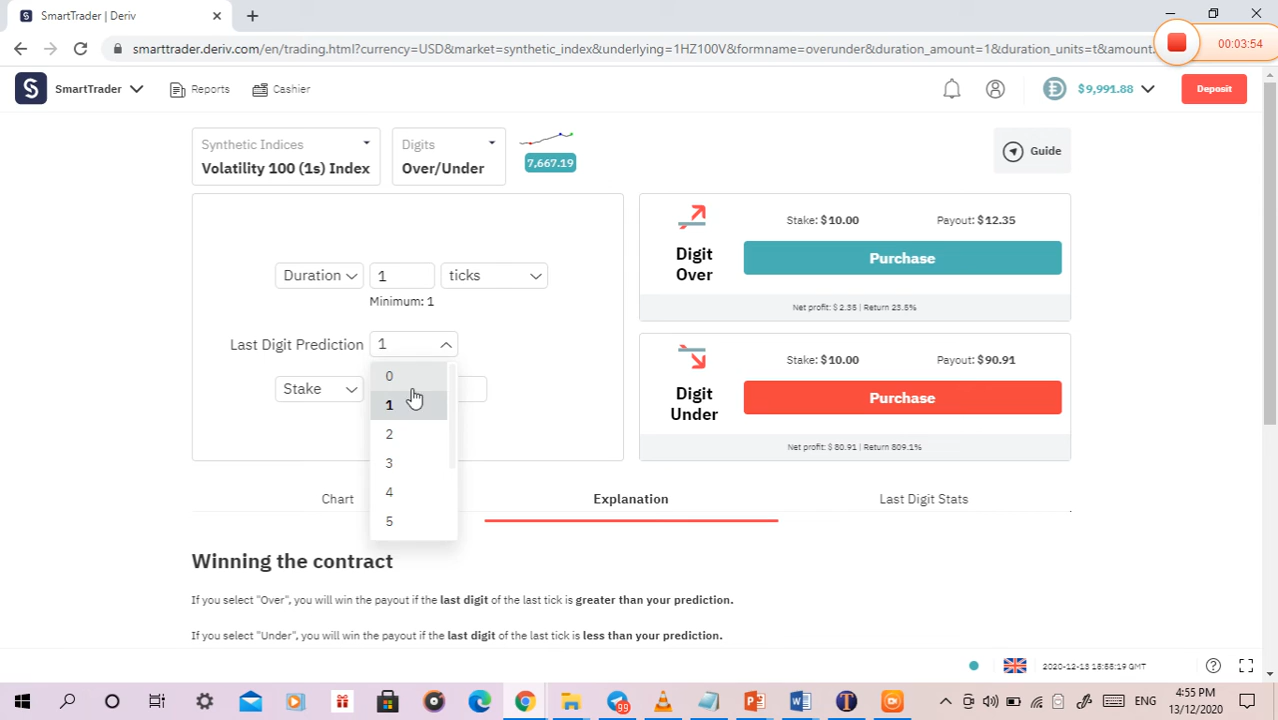 SmartTrader | Deriv
00:03:54
smarttrader.deriv.com/en/trading.html?currency=USD&market=synthetic_index&underlying=1HZ100V&formname=overunder&duration_amount=1&duration_units=t&amount
SmartTrader
Reports
Cashier
$9,991.88
Deposit
Synthetic Indices
Volatility 100 (1s) Index
Digits
Over/Under
7,667.19
Guide
Duration
1
ticks
Minimum: 1
Last Digit Prediction
1
Stake
0
1
2
3
4
5
Digit Over
Stake: $10.00
Payout: $12.35
Purchase
Net profit: $ 2.35 | Return 23.5%
Digit Under
Stake: $10.00
Payout: $90.91
Purchase
Net profit: $ 80.91 | Return 809.1%
Chart
Explanation
Last Digit Stats
Winning the contract
If you select "Over", you will win the payout if the last digit of the last tick is greater than your prediction.
If you select "Under", you will win the payout if the last digit of the last tick is less than your prediction.
99
ENG
4:55 PM
13/12/2020